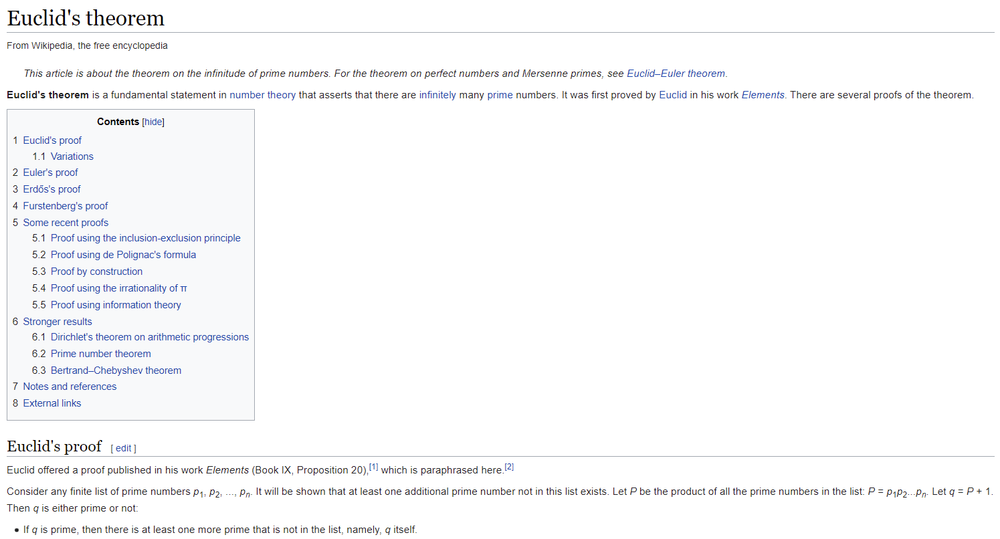 Euclid's theorem
From Wikipedia, the free encyclopedia
This article is about the theorem on the infinitude of prime numbers. For the theorem on perfect numbers and Mersenne primes, see Euclid–Euler theorem.
Euclid's theorem is a fundamental statement in number theory that asserts that there are infinitely many prime numbers. It was first proved by Euclid in his work Elements. There are several proofs of the theorem.
Contents [hide]
1 Euclid's proof
1.1 Variations
2 Euler's proof
3 Erdős's proof
4 Furstenberg's proof
5 Some recent proofs
5.1 Proof using the inclusion-exclusion principle
5.2 Proof using de Polignac's formula
5.3 Proof by construction
5.4 Proof using the irrationality of π
5.5 Proof using information theory
6 Stronger results
6.1 Dirichlet's theorem on arithmetic progressions
6.2 Prime number theorem
6.3 Bertrand–Chebyshev theorem
7 Notes and references
8 External links
Euclid's proof [ edit ]
Euclid offered a proof published in his work Elements (Book IX, Proposition 20),[1] which is paraphrased here.[2]
Consider any finite list of prime numbers p₁, p₂, ..., pₙ. It will be shown that at least one additional prime number not in this list exists. Let P be the product of all the prime numbers in the list: P = p₁p₂...pₙ. Let q = P + 1.
Then q is either prime or not:
• If q is prime, then there is at least one more prime that is not in the list, namely, q itself.